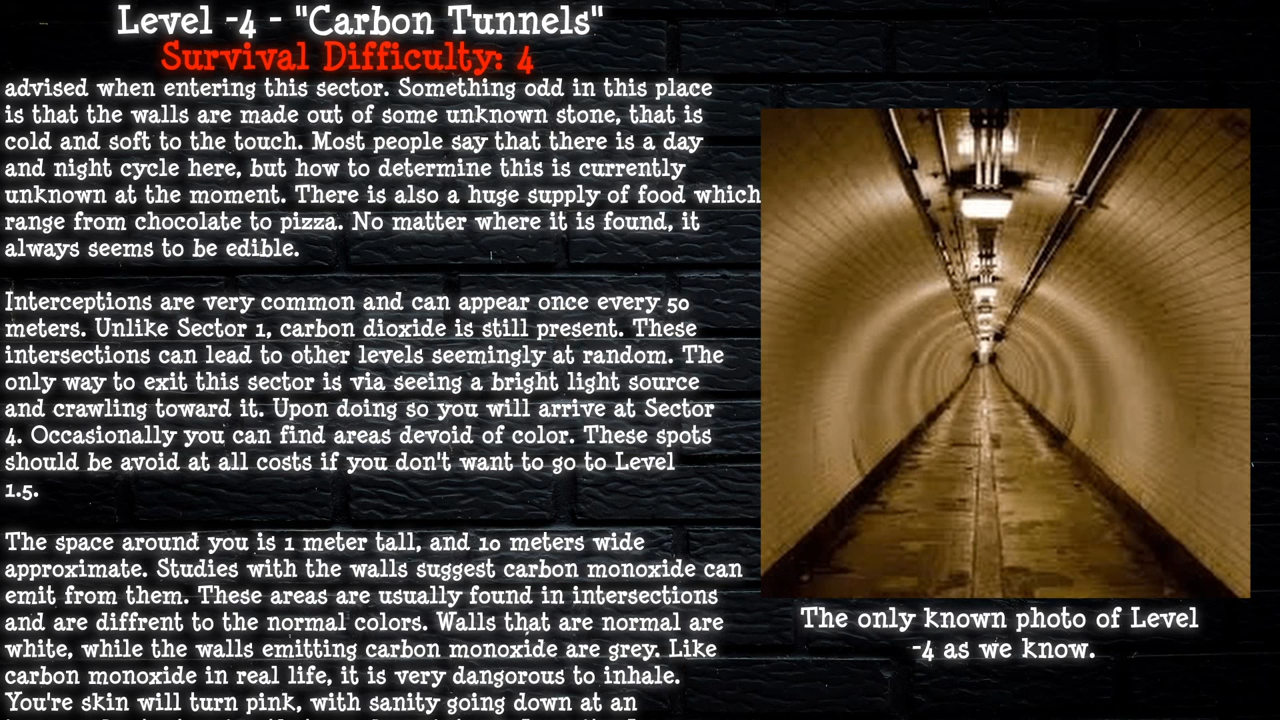 Level -4 - "Carbon Tunnels"
Survival Difficulty: 4
advised when entering this sector. Something odd in this place
is that the walls are made out of some unknown stone, that is
cold and soft to the touch. Most people say that there is a day
and night cycle here, but how to determine this is currently
unknown at the moment. There is also a huge supply of food which
range from chocolate to pizza. No matter where it is found, it
always seems to be edible.
Interceptions are very common and can appear once every 50
meters. Unlike Sector 1, carbon dioxide is still present. These
intersections can lead to other levels seemingly at random. The
only way to exit this sector is via seeing a bright light source
and crawling toward it. Upon doing so you will arrive at Sector
4. Occasionally you can find areas devoid of color. These spots
should be avoid at all costs if you don't want to go to Level
1.5.
The space around you is 1 meter tall, and 10 meters wide
approximate. Studies with the walls suggest carbon monoxide can
emit from them. These areas are usually found in intersections
and are diffrent to the normal colors. Walls that are normal are
white, while the walls emitting carbon monoxide are grey. Like
carbon monoxide in real life, it is very dangorous to inhale.
You're skin will turn pink, with sanity going down at an
The only known photo of Level
-4 as we know.